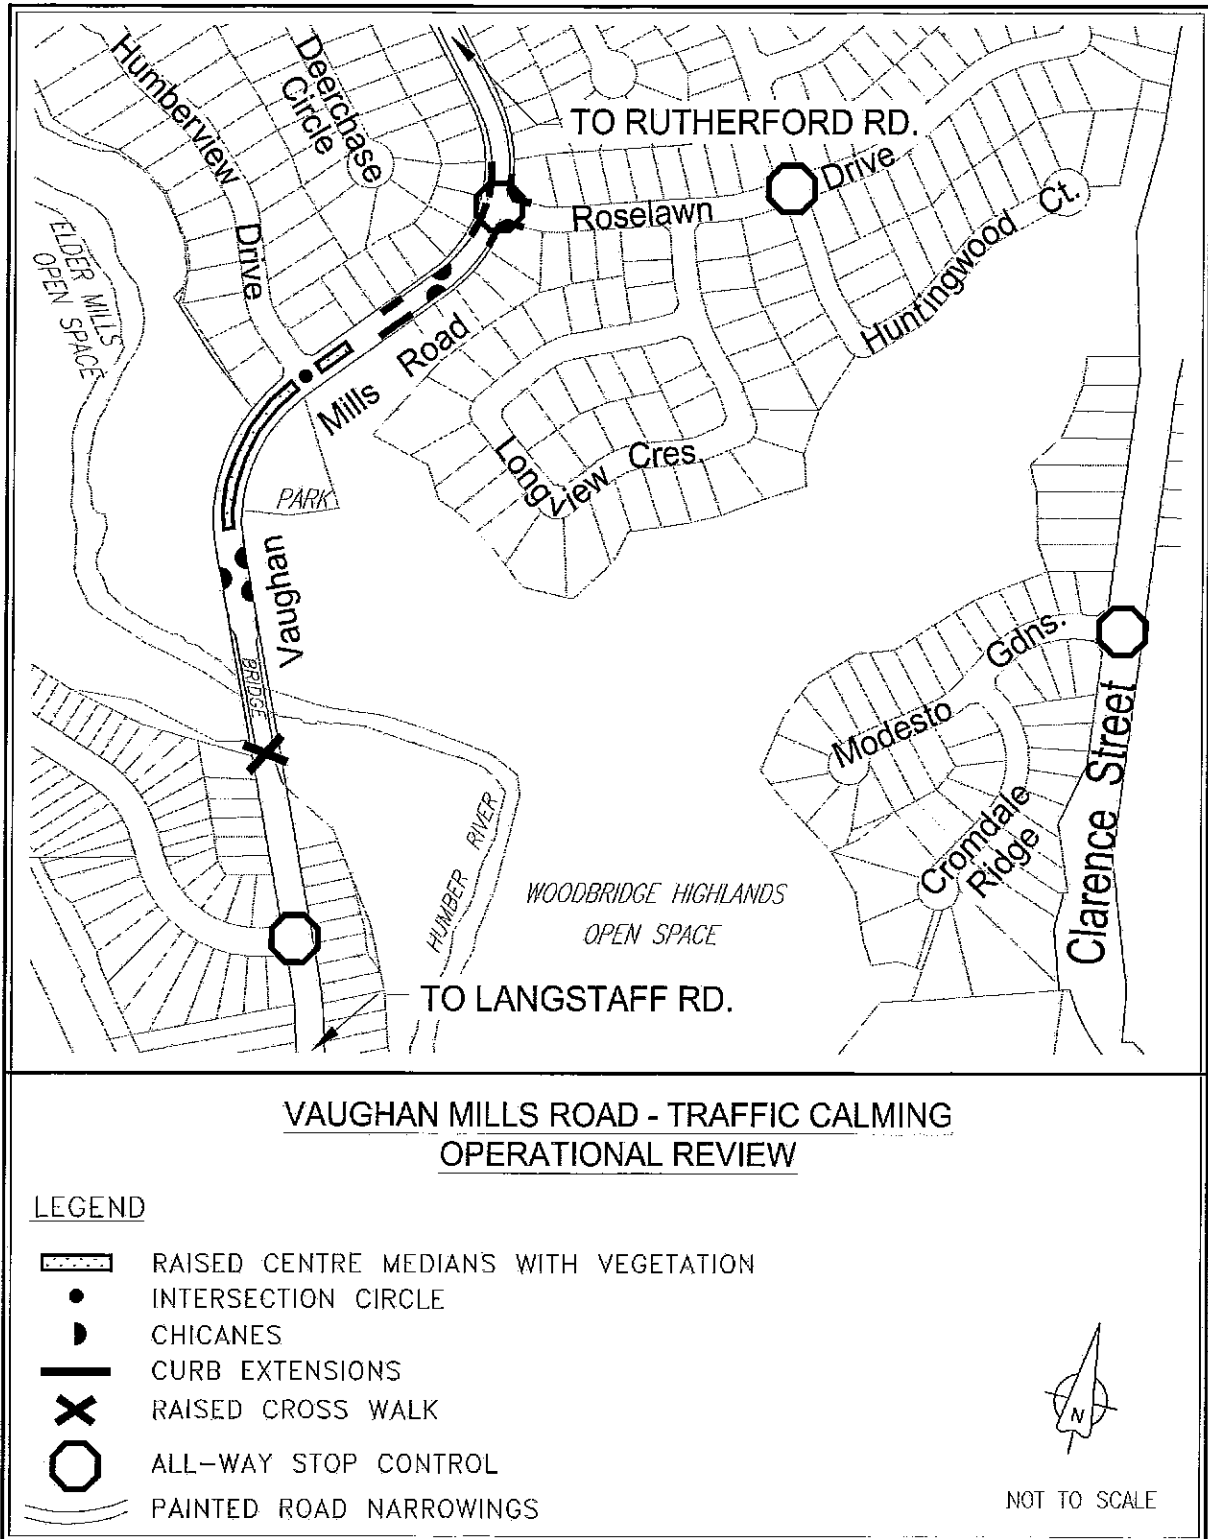 Humberview
Drive
Deerchase
Circle
TO RUTHERFORD RD.
Roselawn
Drive
Huntingwood Ct.
ELDER MILLS
OPEN SPACE
Vaughan
Mills Road
Longview Cres.
PARK
BRIDGE
Modesto Gdns.
Cromdale
Ridge
Clarence Street
HUMBER RIVER
WOODBRIDGE HIGHLANDS
OPEN SPACE
TO LANGSTAFF RD.
VAUGHAN MILLS ROAD - TRAFFIC CALMING
OPERATIONAL REVIEW
LEGEND
RAISED CENTRE MEDIANS WITH VEGETATION
INTERSECTION CIRCLE
CHICANES
CURB EXTENSIONS
RAISED CROSS WALK
ALL-WAY STOP CONTROL
PAINTED ROAD NARROWINGS
N
NOT TO SCALE